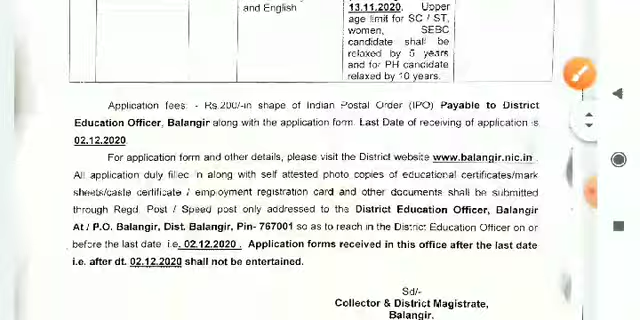 and English
13.11.2020. Upper
age limit for SC / ST,
women, SEBC
candidate shall be
relaxed by 5 years
and for PH candidate
relaxed by 10 years.
Application fees: - Rs.200/-in shape of Indian Postal Order (IPO) Payable to District
Education Officer, Balangir along with the application form. Last Date of receiving of application is
02.12.2020.
For application form and other details, please visit the District website www.balangir.nic.in.
All application duly filled in along with self attested photo copies of educational certificates/mark
sheets/caste certificate / employment registration card and other documents shall be submitted
through Regd. Post / Speed post only addressed to the District Education Officer, Balangir
At / P.O. Balangir, Dist. Balangir, Pin- 767001 so as to reach in the District Education Officer on or
before the last date i.e. 02.12.2020 . Application forms received in this office after the last date
i.e. after dt. 02.12.2020 shall not be entertained.
Sd/-
Collector & District Magistrate,
Balangir.